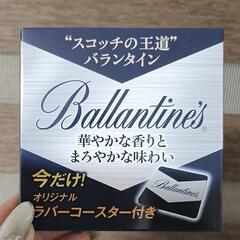 “スコッチの王道”
バランタイン
Ballantine's®
華やかな香りと
まろやかな味わい
今だけ!
オリジナル
ラバーコースター付き
Ballantine's